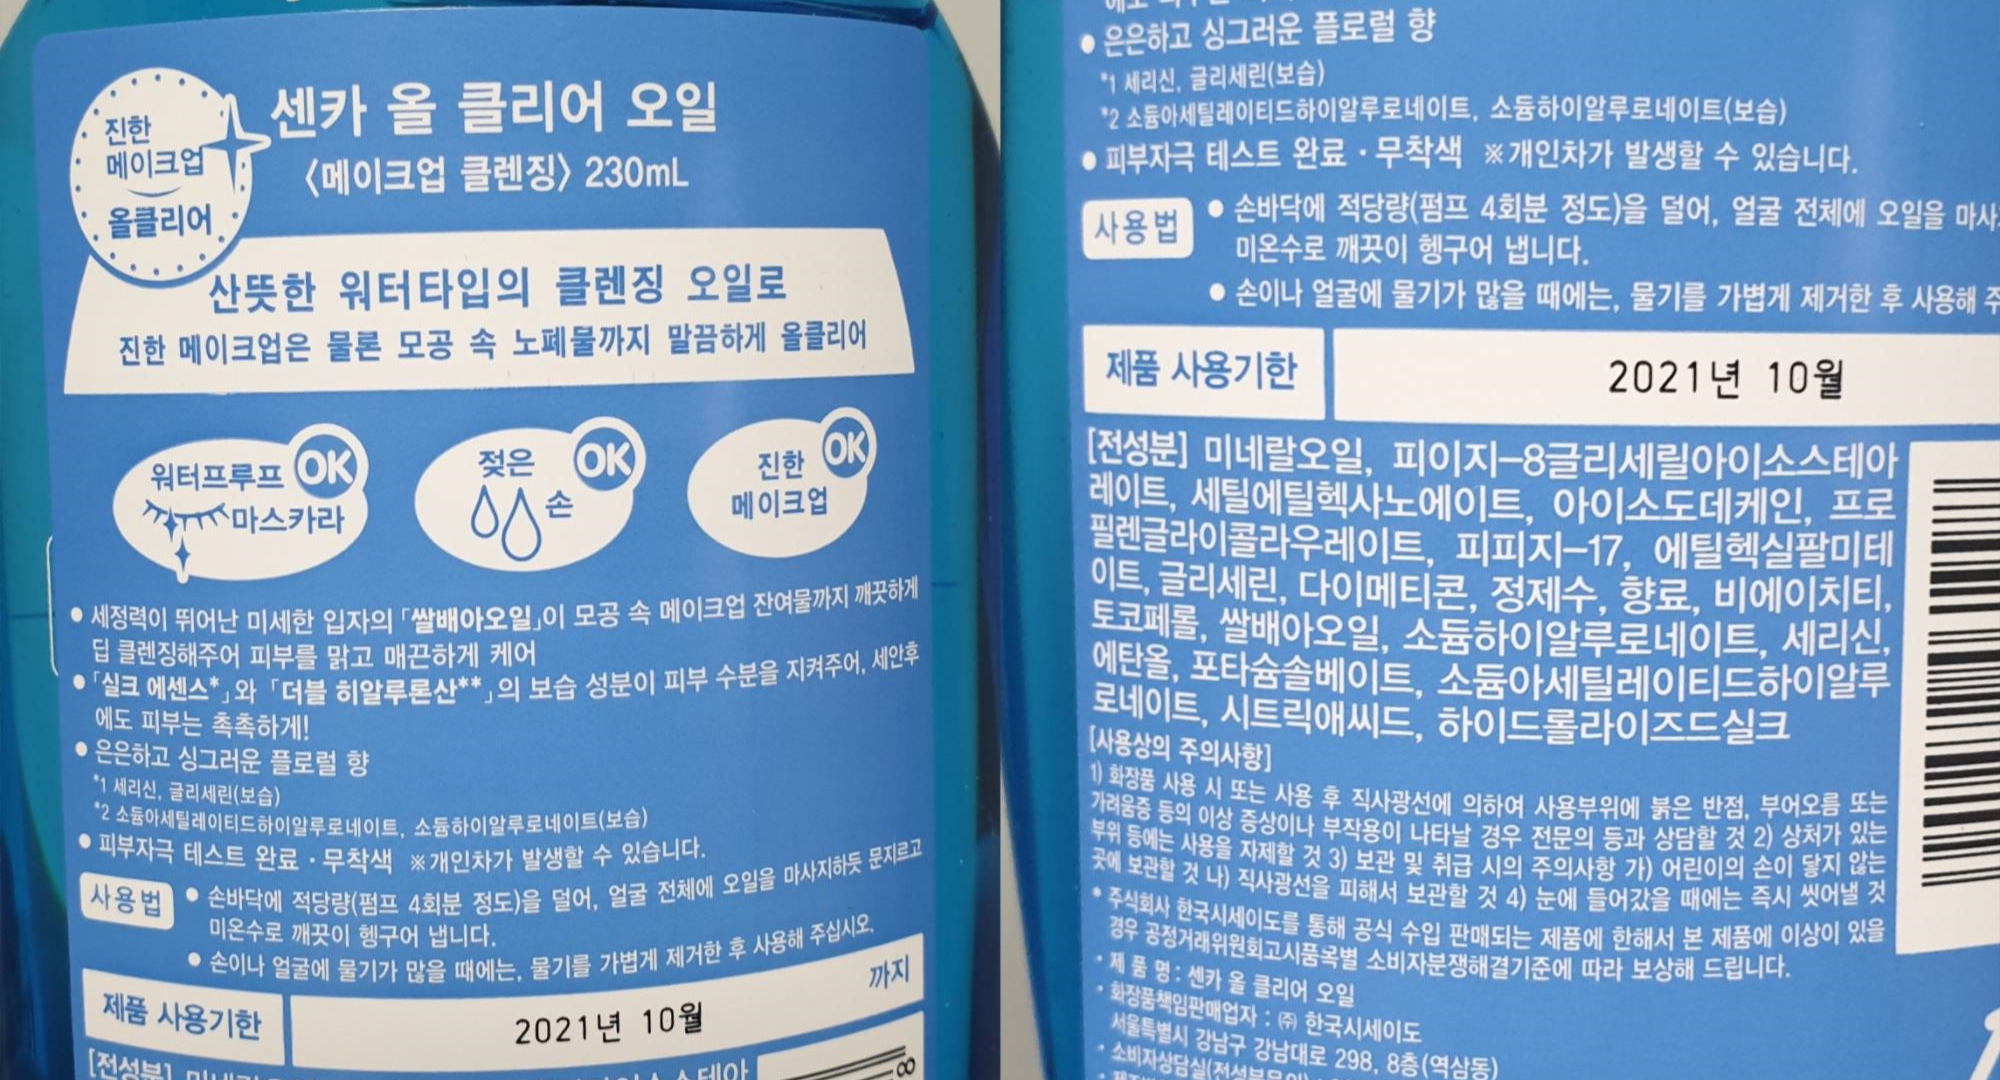 진한
메이크업
올클리어
센카 올 클리어 오일
〈메이크업 클렌징〉 230mL
산뜻한 워터타입의 클렌징 오일로
진한 메이크업은 물론 모공 속 노폐물까지 말끔하게 올클리어
워터프루프 OK
마스카라
젖은 OK
손
진한 OK
메이크업
● 세정력이 뛰어난 미세한 입자의 「쌀배아오일」이 모공 속 메이크업 잔여물까지 깨끗하게
딥 클렌징해주어 피부를 맑고 매끈하게 케어
● 「실크 에센스*」와 「더블 히알루론산**」의 보습 성분이 피부 수분을 지켜주어, 세안후
에도 피부는 촉촉하게!
● 은은하고 싱그러운 플로럴 향
*1 세리신, 글리세린(보습)
*2 소듐아세틸레이티드하이알루로네이트, 소듐하이알루로네이트(보습)
● 피부자극 테스트 완료 · 무착색 ※개인차가 발생할 수 있습니다.
사용법 ● 손바닥에 적당량(펌프 4회분 정도)을 덜어, 얼굴 전체에 오일을 마사지하듯 문지르고
미온수로 깨끗이 헹구어 냅니다.
● 손이나 얼굴에 물기가 많을 때에는, 물기를 가볍게 제거한 후 사용해 주십시오.
까지
제품 사용기한 2021년 10월
[전성분]
● 은은하고 싱그러운 플로럴 향
*1 세리신, 글리세린(보습)
*2 소듐아세틸레이티드하이알루로네이트, 소듐하이알루로네이트(보습)
● 피부자극 테스트 완료 · 무착색 ※개인차가 발생할 수 있습니다.
사용법 ● 손바닥에 적당량(펌프 4회분 정도)을 덜어, 얼굴 전체에 오일을 마사
미온수로 깨끗이 헹구어 냅니다.
● 손이나 얼굴에 물기가 많을 때에는, 물기를 가볍게 제거한 후 사용해 주
제품 사용기한 2021년 10월
[전성분] 미네랄오일, 피이지-8글리세릴아이소스테아
레이트, 세틸에틸헥사노에이트, 아이소도데케인, 프로
필렌글라이콜라우레이트, 피피지-17, 에틸헥실팔미테
이트, 글리세린, 다이메티콘, 정제수, 향료, 비에이치티,
토코페롤, 쌀배아오일, 소듐하이알루로네이트, 세리신,
에탄올, 포타슘솔베이트, 소듐아세틸레이티드하이알루
로네이트, 시트릭애씨드, 하이드롤라이즈드실크
[사용상의 주의사항]
1) 화장품 사용 시 또는 사용 후 직사광선에 의하여 사용부위에 붉은 반점, 부어오름 또는
가려움증 등의 이상 증상이나 부작용이 나타날 경우 전문의 등과 상담할 것 2) 상처가 있는
부위 등에는 사용을 자제할 것 3) 보관 및 취급 시의 주의사항 가) 어린이의 손이 닿지 않는
곳에 보관할 것 나) 직사광선을 피해서 보관할 것 4) 눈에 들어갔을 때에는 즉시 씻어낼 것
* 주식회사 한국시세이도를 통해 공식 수입 판매되는 제품에 한해서 본 제품에 이상이 있을
경우 공정거래위원회고시품목별 소비자분쟁해결기준에 따라 보상해 드립니다.
• 제 품 명 : 센카 올 클리어 오일
• 화장품책임판매업자 : ㈜ 한국시세이도
서울특별시 강남구 강남대로 298, 8층(역삼동)